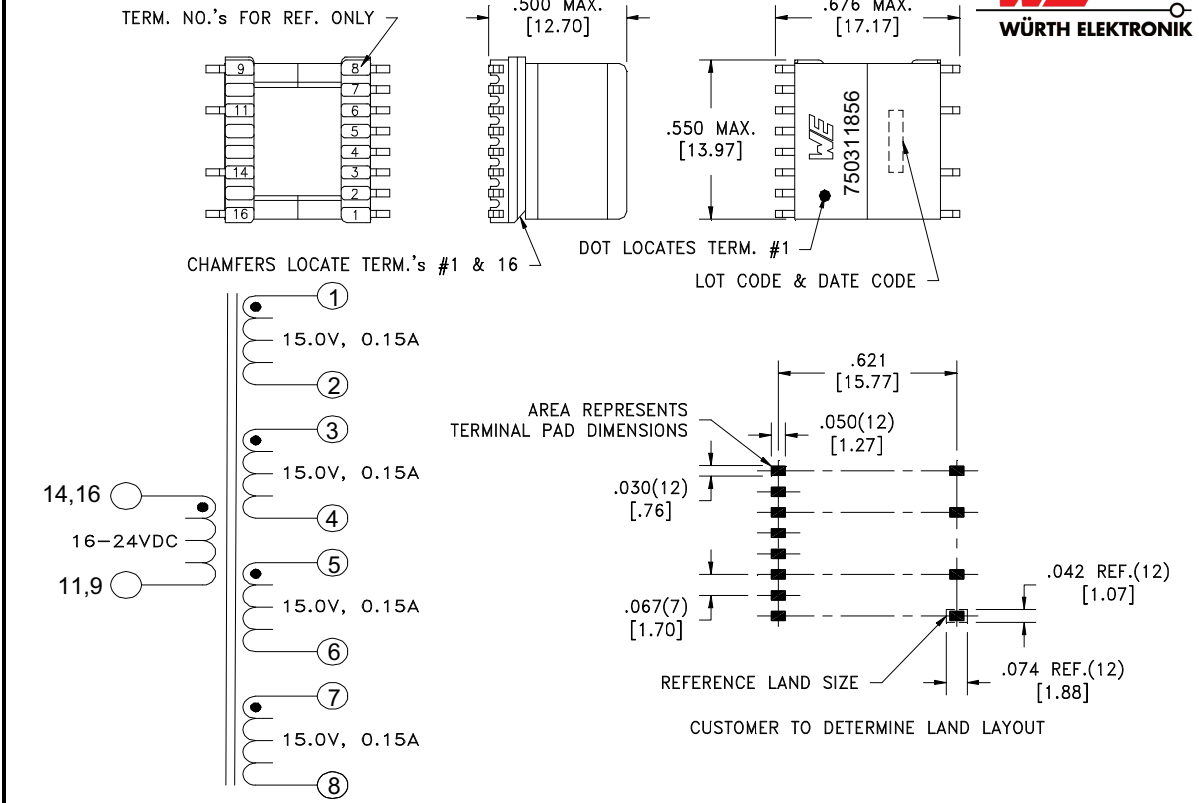 TERM. NO.'s FOR REF. ONLY
.500 MAX.
[12.70]
.676 MAX.
[17.17]
WÜRTH ELEKTRONIK
9
11
14
16
8
7
6
5
4
3
2
1
.550 MAX.
[13.97]
WE
750311856
DOT LOCATES TERM. #1
CHAMFERS LOCATE TERM.'s #1 & 16
LOT CODE & DATE CODE
1
15.0V, 0.15A
2
3
15.0V, 0.15A
4
14,16
16-24VDC
11,9
5
15.0V, 0.15A
6
7
15.0V, 0.15A
8
.621
[15.77]
AREA REPRESENTS
TERMINAL PAD DIMENSIONS
.050(12)
[1.27]
.030(12)
[.76]
.067(7)
[1.70]
.042 REF.(12)
[1.07]
.074 REF.(12)
[1.88]
REFERENCE LAND SIZE
CUSTOMER TO DETERMINE LAND LAYOUT